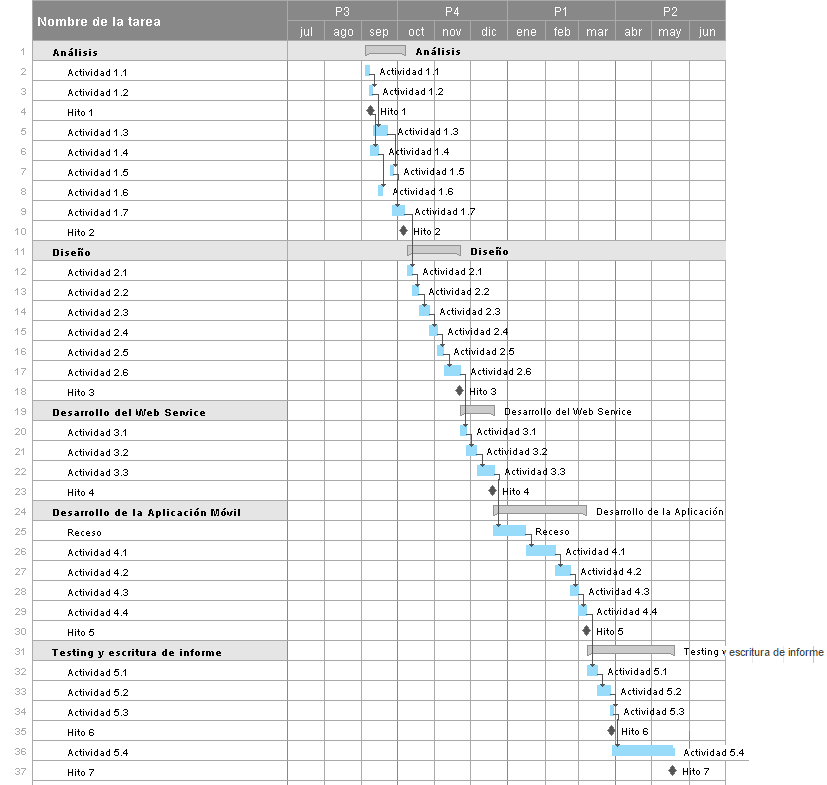 Nombre de la tarea
P3 P4 P1 P2
jul ago sep oct nov dic ene feb mar abr may jun
1 Análisis Análisis
2 Actividad 1.1 Actividad 1.1
3 Actividad 1.2 Actividad 1.2
4 Hito 1 Hito 1
5 Actividad 1.3 Actividad 1.3
6 Actividad 1.4 Actividad 1.4
7 Actividad 1.5 Actividad 1.5
8 Actividad 1.6 Actividad 1.6
9 Actividad 1.7 Actividad 1.7
10 Hito 2 Hito 2
11 Diseño Diseño
12 Actividad 2.1 Actividad 2.1
13 Actividad 2.2 Actividad 2.2
14 Actividad 2.3 Actividad 2.3
15 Actividad 2.4 Actividad 2.4
16 Actividad 2.5 Actividad 2.5
17 Actividad 2.6 Actividad 2.6
18 Hito 3 Hito 3
19 Desarrollo del Web Service Desarrollo del Web Service
20 Actividad 3.1 Actividad 3.1
21 Actividad 3.2 Actividad 3.2
22 Actividad 3.3 Actividad 3.3
23 Hito 4 Hito 4
24 Desarrollo de la Aplicación Móvil Desarrollo de la Aplicación
25 Receso Receso
26 Actividad 4.1 Actividad 4.1
27 Actividad 4.2 Actividad 4.2
28 Actividad 4.3 Actividad 4.3
29 Actividad 4.4 Actividad 4.4
30 Hito 5 Hito 5
31 Testing y escritura de informe Testing y escritura de informe
32 Actividad 5.1 Actividad 5.1
33 Actividad 5.2 Actividad 5.2
34 Actividad 5.3 Actividad 5.3
35 Hito 6 Hito 6
36 Actividad 5.4 Actividad 5.4
37 Hito 7 Hito 7